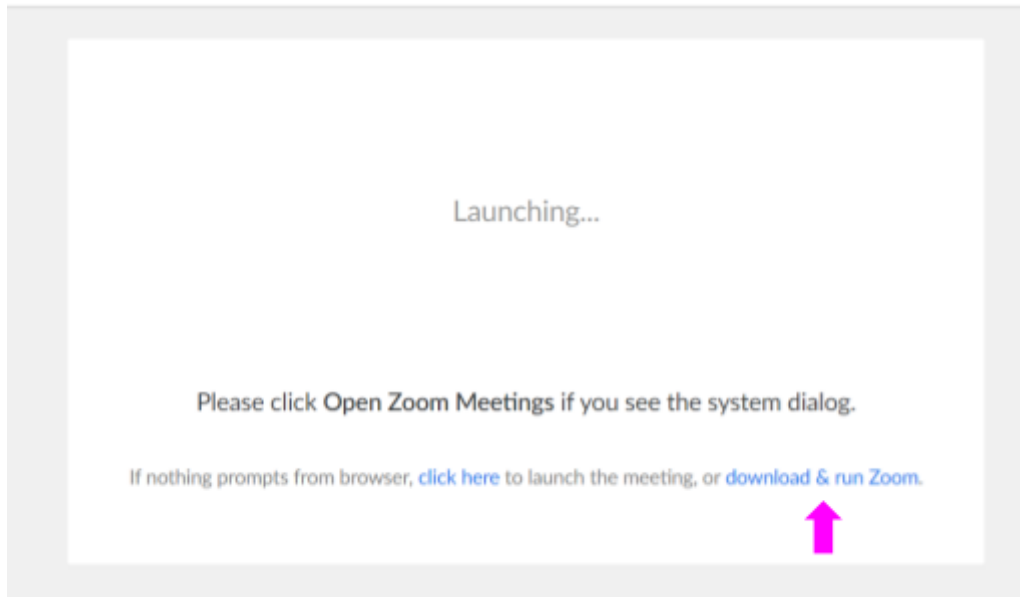 Launching...
Please click Open Zoom Meetings if you see the system dialog.
If nothing prompts from browser, click here to launch the meeting, or download & run Zoom.